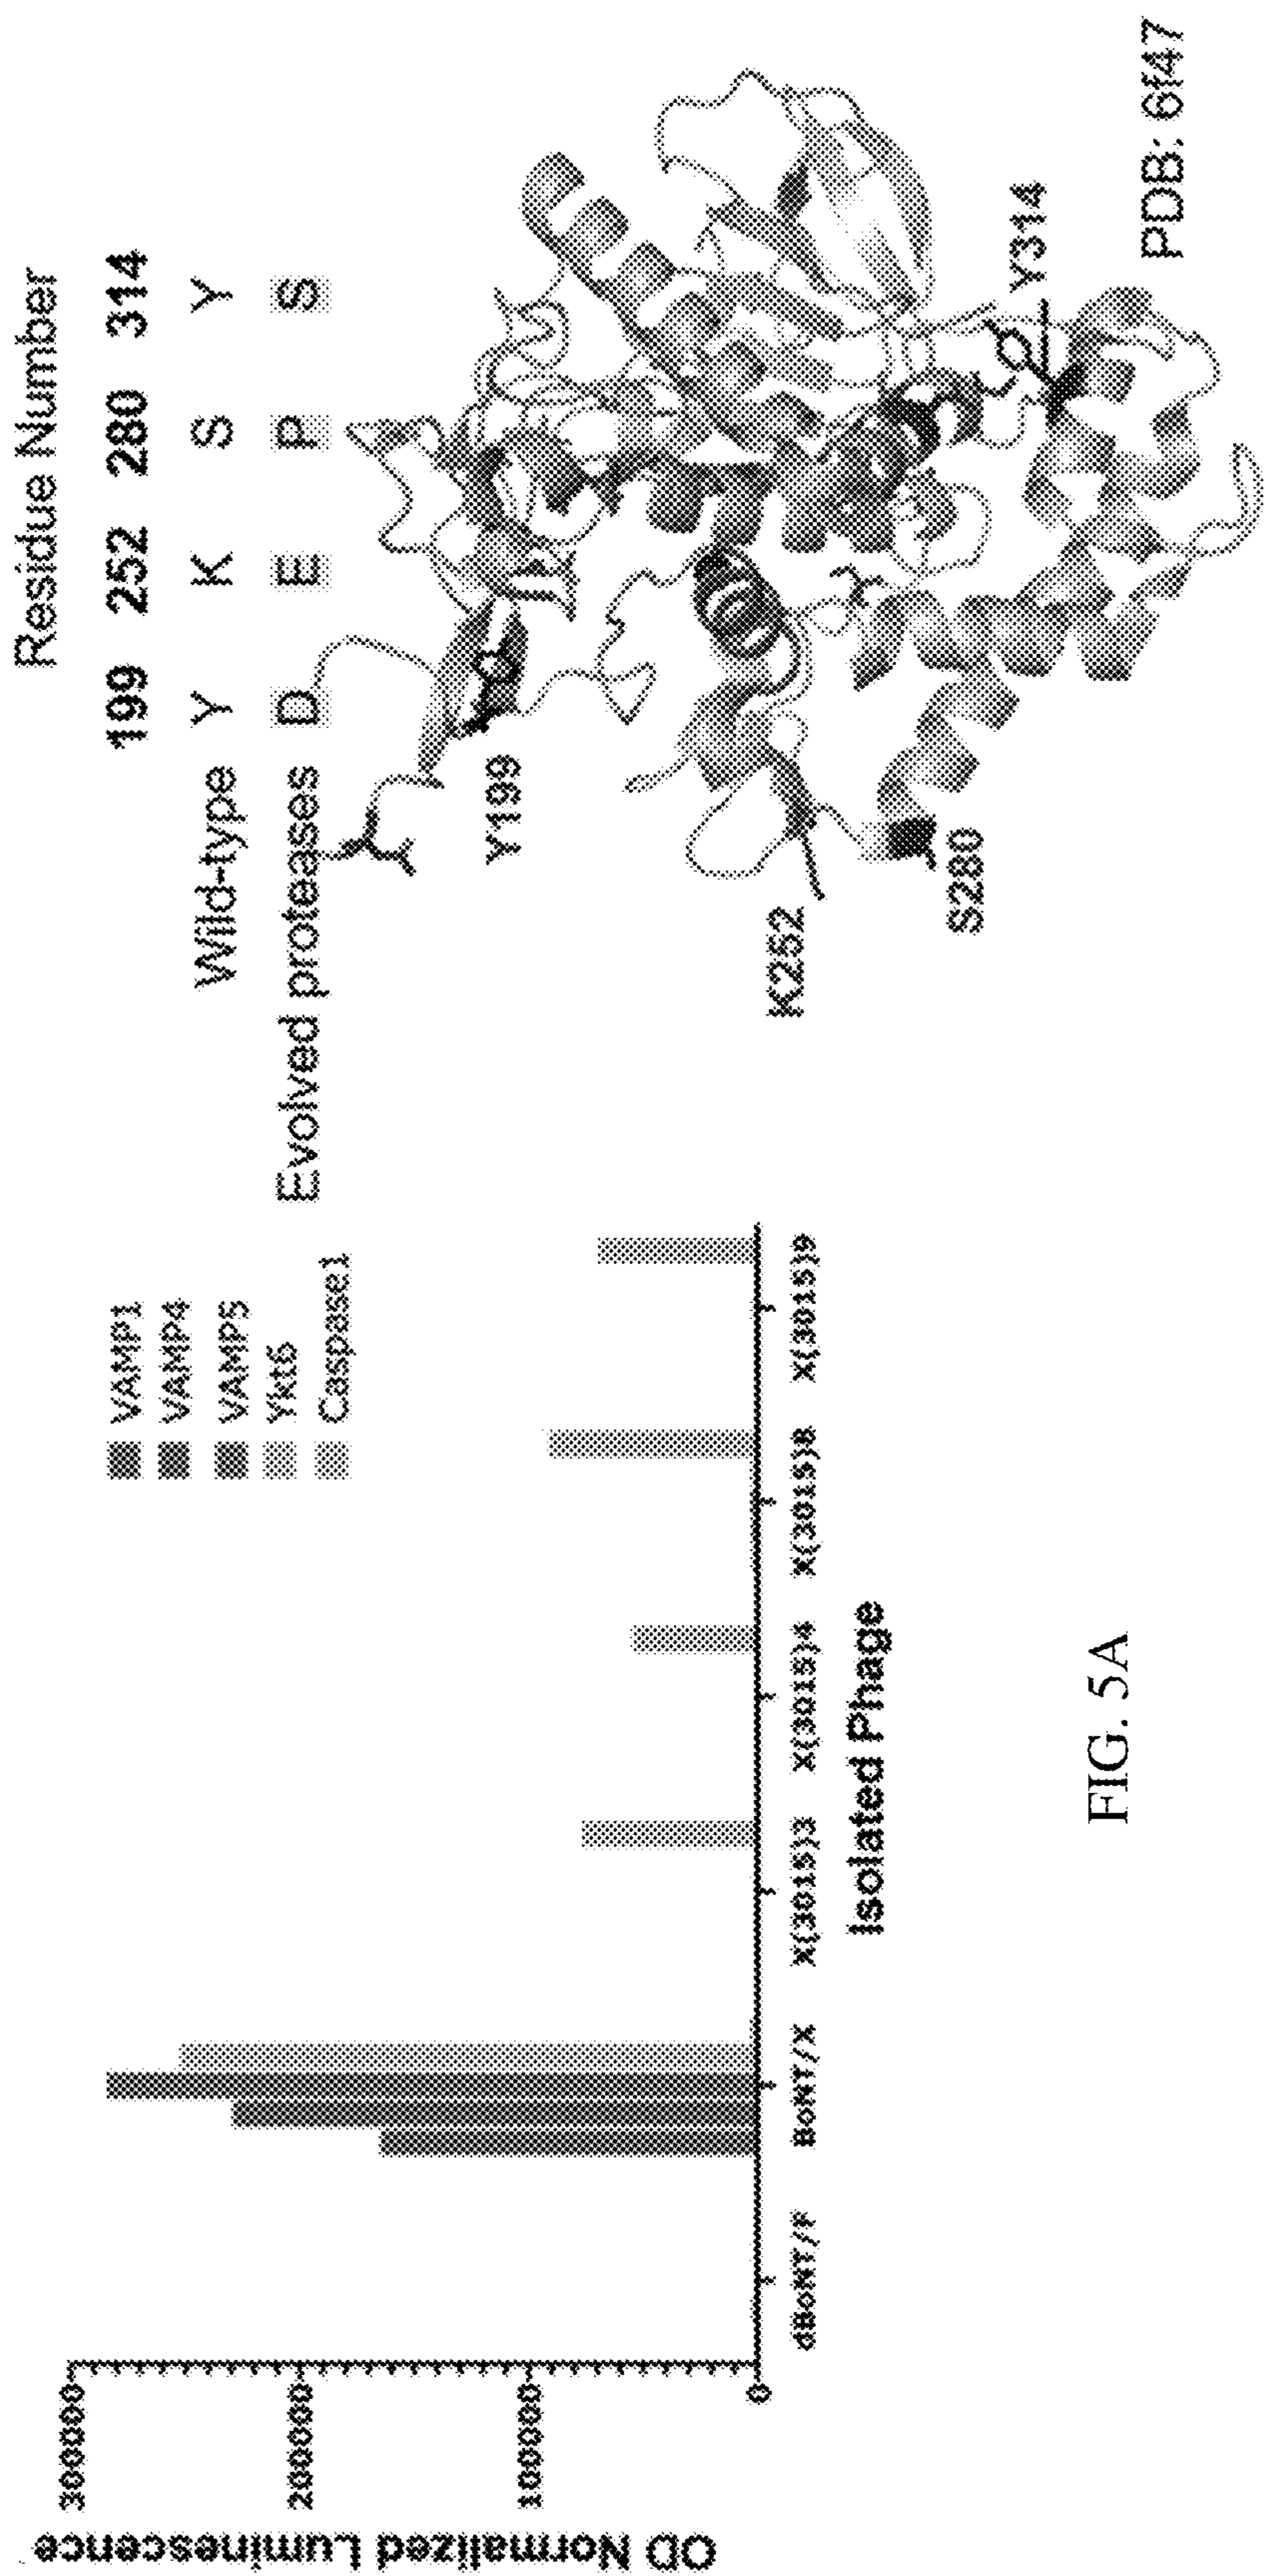 OD Normalized Luminescence
300000
200000
100000
0
VAMP1
VAMP4
VAMP5
Ykt6
Caspase1
dBoNT/F
BoNT/X
X(3015)3
X(3015)4
X(3015)8
X(3015)9
Isolated Phage
Residue Number
199 252 280 314
Wild-type Y K S Y
Evolved proteases D E P S
Y199
K252
S280
Y314
PDB: 6f47
FIG. 5A